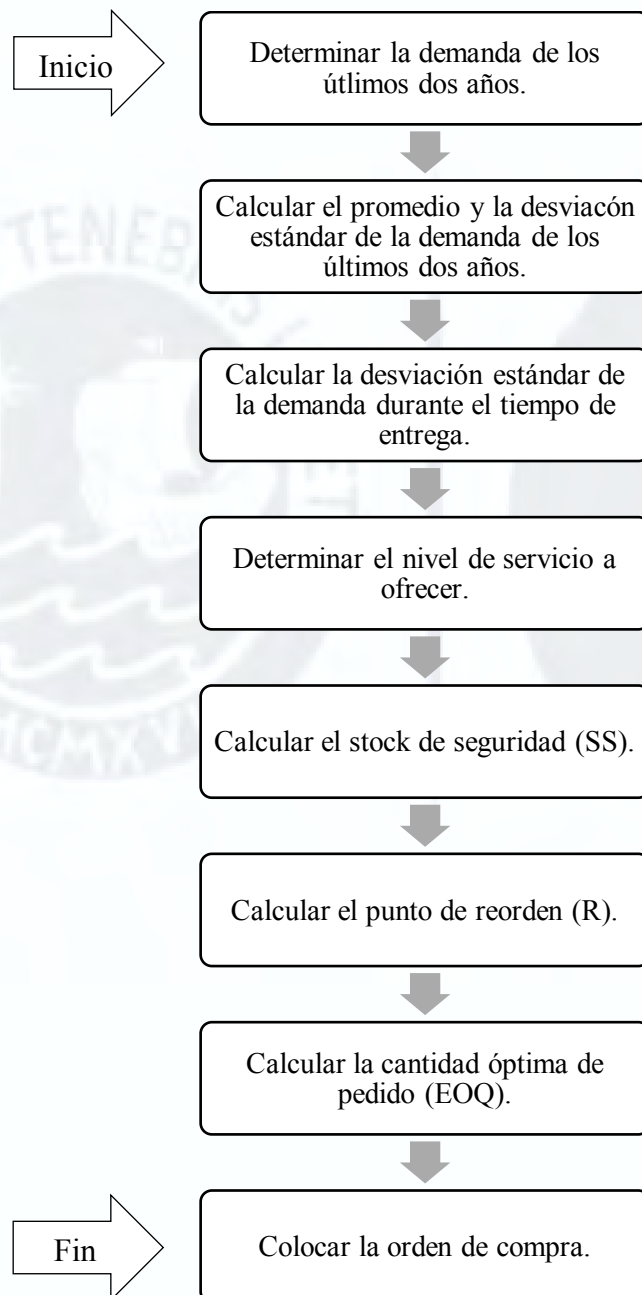 Inicio
Determinar la demanda de los
útlimos dos años.
Calcular el promedio y la desviacón
estándar de la demanda de los
últimos dos años.
Calcular la desviación estándar de
la demanda durante el tiempo de
entrega.
Determinar el nivel de servicio a
ofrecer.
Calcular el stock de seguridad (SS).
Calcular el punto de reorden (R).
Calcular la cantidad óptima de
pedido (EOQ).
Fin
Colocar la orden de compra.